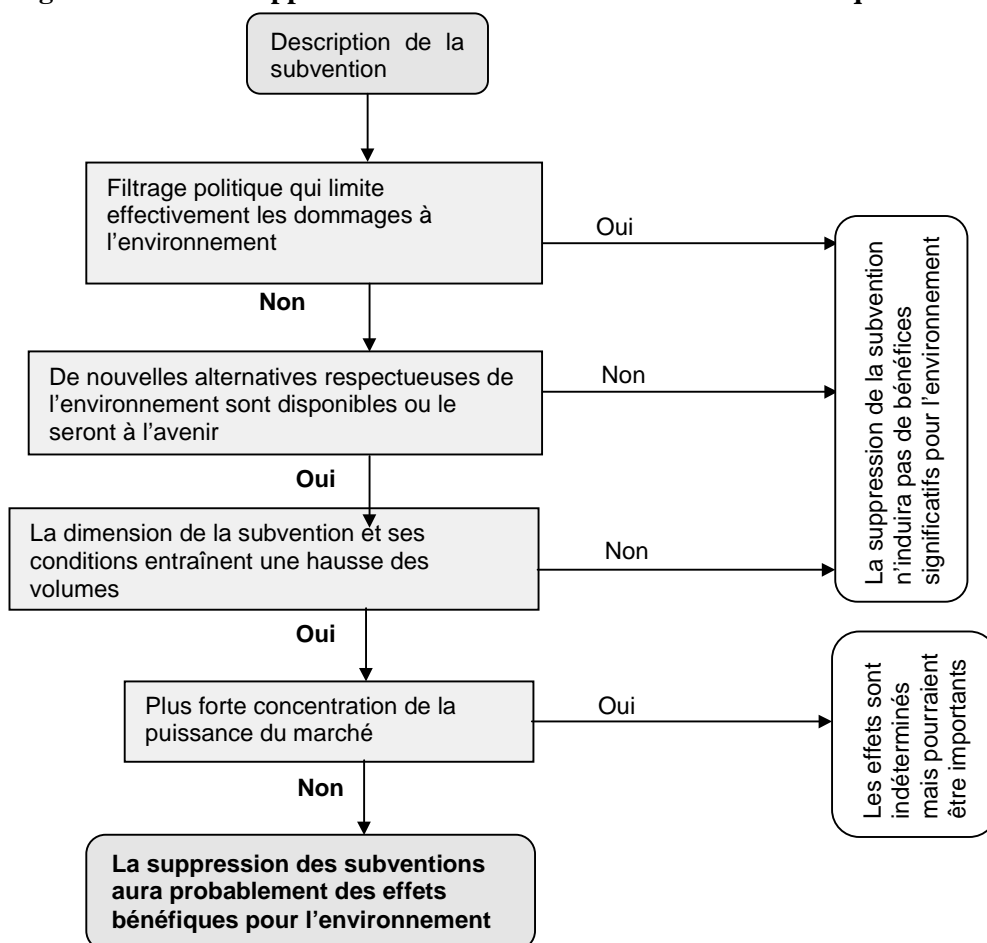 Description de la
subvention
Filtrage politique qui limite
effectivement les dommages à
l’environnement
Oui
Non
De nouvelles alternatives respectueuses de
l’environnement sont disponibles ou le
seront à l’avenir
Non
Oui
La dimension de la subvention et ses
conditions entraînent une hausse des
volumes
Non
Oui
La suppression de la subvention
n’induira pas de bénéfices
significatifs pour l’environnement
Plus forte concentration de la
puissance du marché
Oui
Non
Les effets sont
indéterminés
mais pourraient
être importants
La suppression des subventions
aura probablement des effets
bénéfiques pour l’environnement